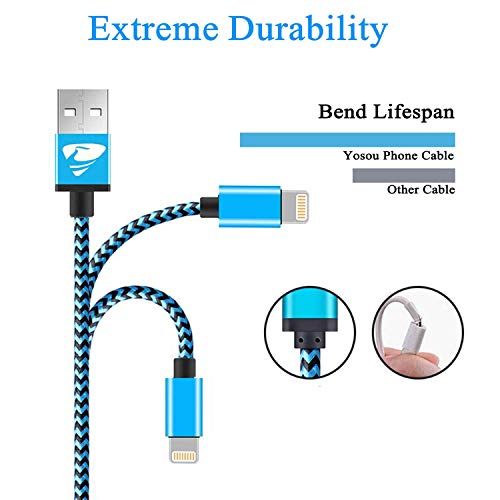 Extreme Durability
Bend Lifespan
Yosou Phone Cable
Other Cable